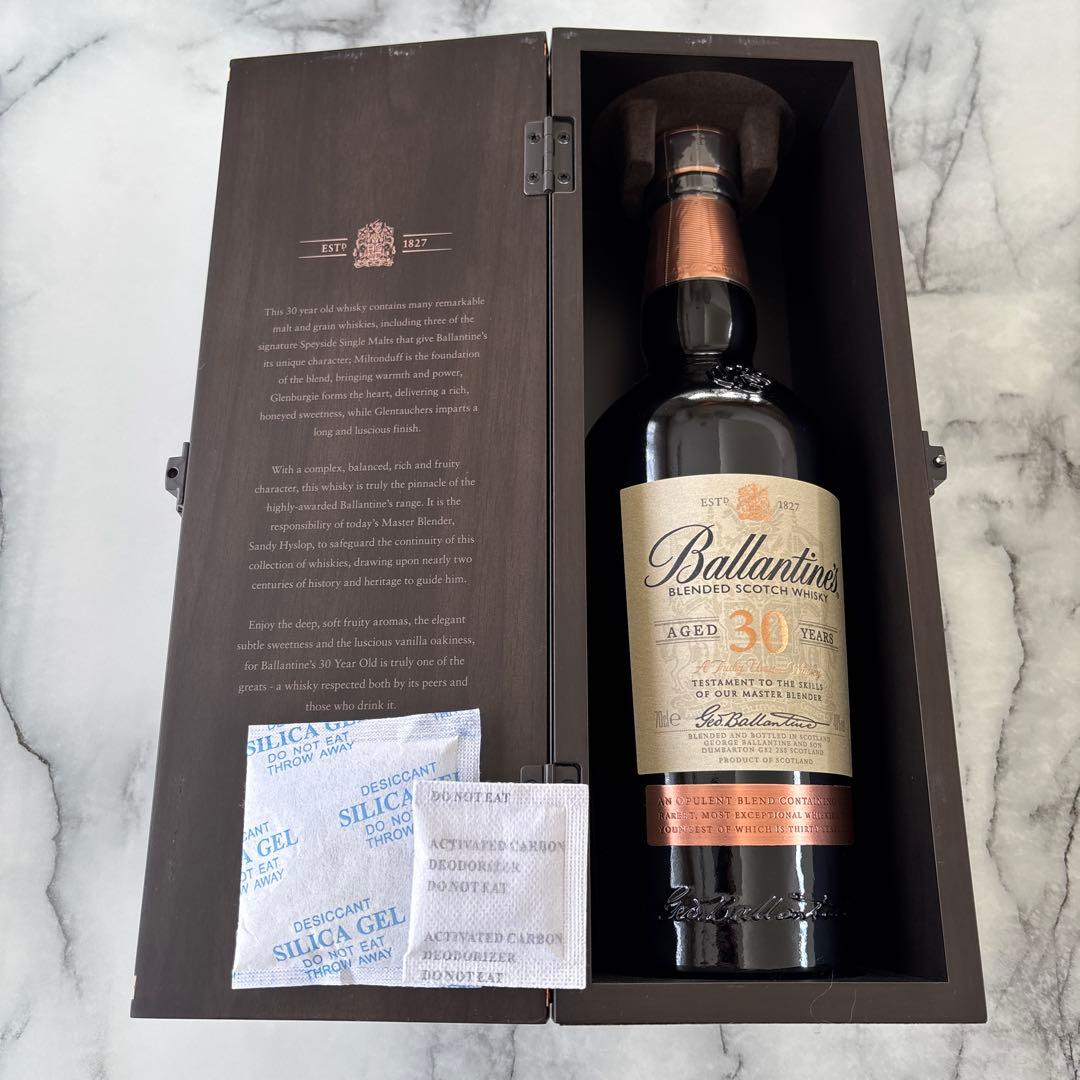 ESTD 1827
This 30 year old whisky contains many remarkable
malt and grain whiskies, including three of the
signature Speyside Single Malts that give Ballantine's
its unique character; Miltonduff is the foundation
of the blend, bringing warmth and power,
Glenburgie forms the heart, delivering a rich,
honeyed sweetness, while Glentauchers imparts a
long and luscious finish.
With a complex, balanced, rich and fruity
character, this whisky is truly the pinnacle of the
highly-awarded Ballantine's range. It is the
responsibility of today's Master Blender,
Sandy Hyslop, to safeguard the continuity of this
collection of whiskies, drawing upon nearly two
centuries of history and heritage to guide him.
Enjoy the deep, soft fruity aromas, the elegant
subtle sweetness and the luscious vanilla oakiness,
for Ballantine's 30 Year Old is truly one of the
greats - a whisky respected both by its peers and
those who drink it.
SILICA GEL
DO NOT EAT
THROW AWAY
DESICCANT
SILICA
DO NOT
THROW
GEL
AWAY
DESICCANT
SILICA GEL
DO NOT EAT
THROW AWAY
DO NOT EAT
ACTIVATED CARBON
DEODORIZER
DO NOT EAT
ACTIVATED CARBON
DEODORIZER
DO NOT EAT
ESTD 1827
Ballantine's
BLENDED SCOTCH WHISKY
AGED 30 YEARS
TESTAMENT TO THE SKILLS
OF OUR MASTER BLENDER
70cl e Geo. Ballantine
BLENDED AND BOTTLED IN SCOTLAND
GEORGE BALLANTINE AND SON
DUMBARTON G82 2SS SCOTLAND
PRODUCT OF SCOTLAND
AN OPULENT BLEND CONTAINING
RAREST, MOST EXCEPTIONAL
YOUNGEST OF WHICH IS THIRTY